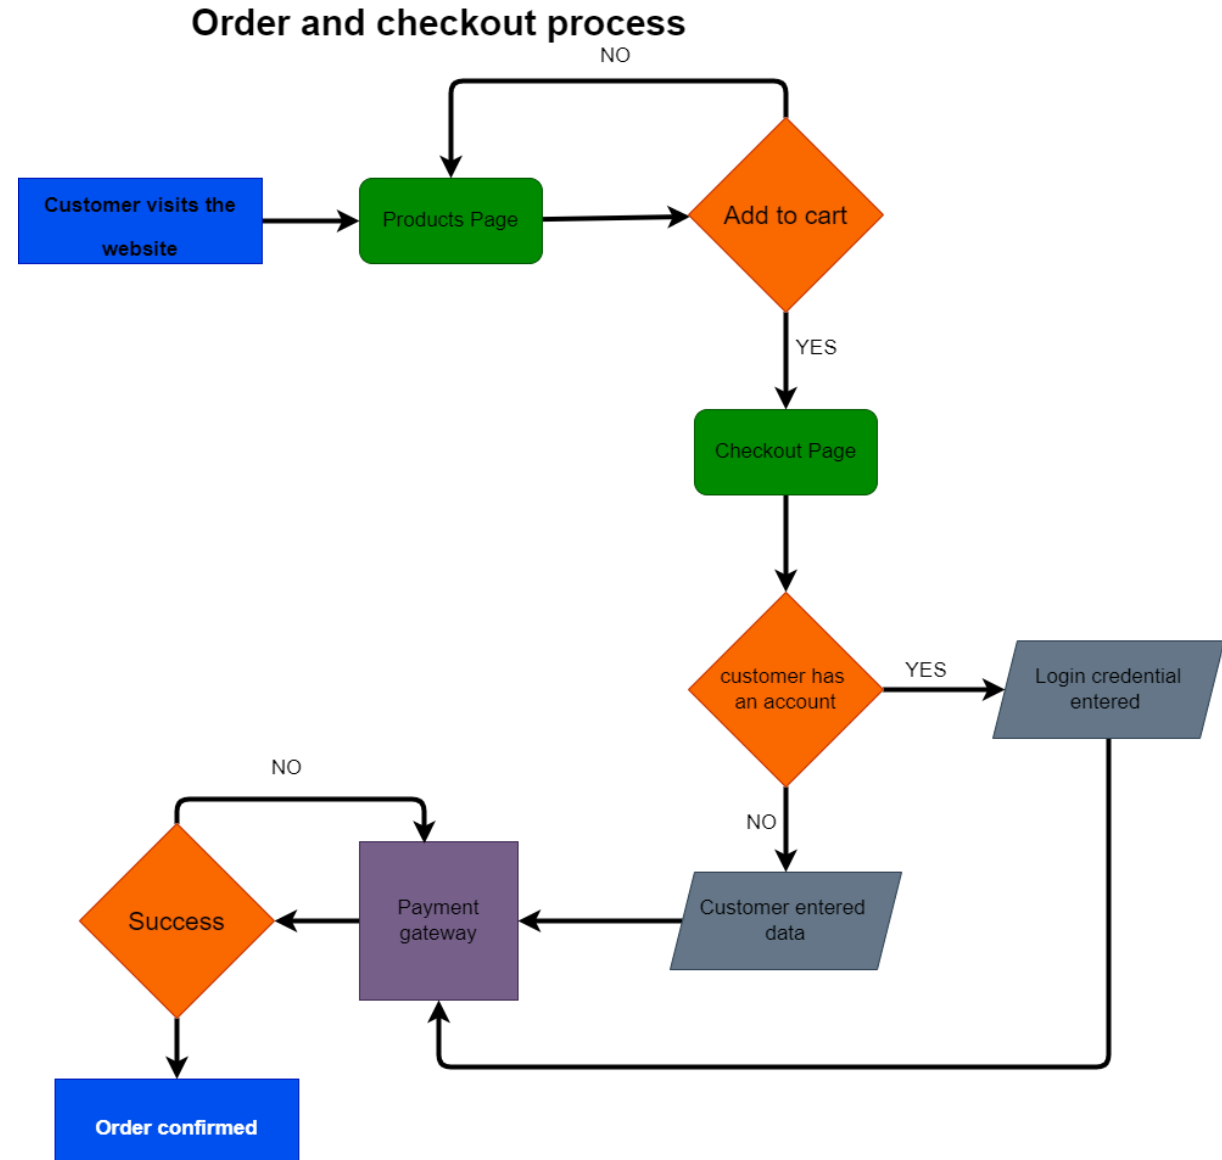 Order and checkout process
NO
Customer visits the
website
Products Page
Add to cart
YES
Checkout Page
customer has
an account
YES
Login credential
entered
NO
NO
Customer entered
data
Payment
gateway
Success
Order confirmed